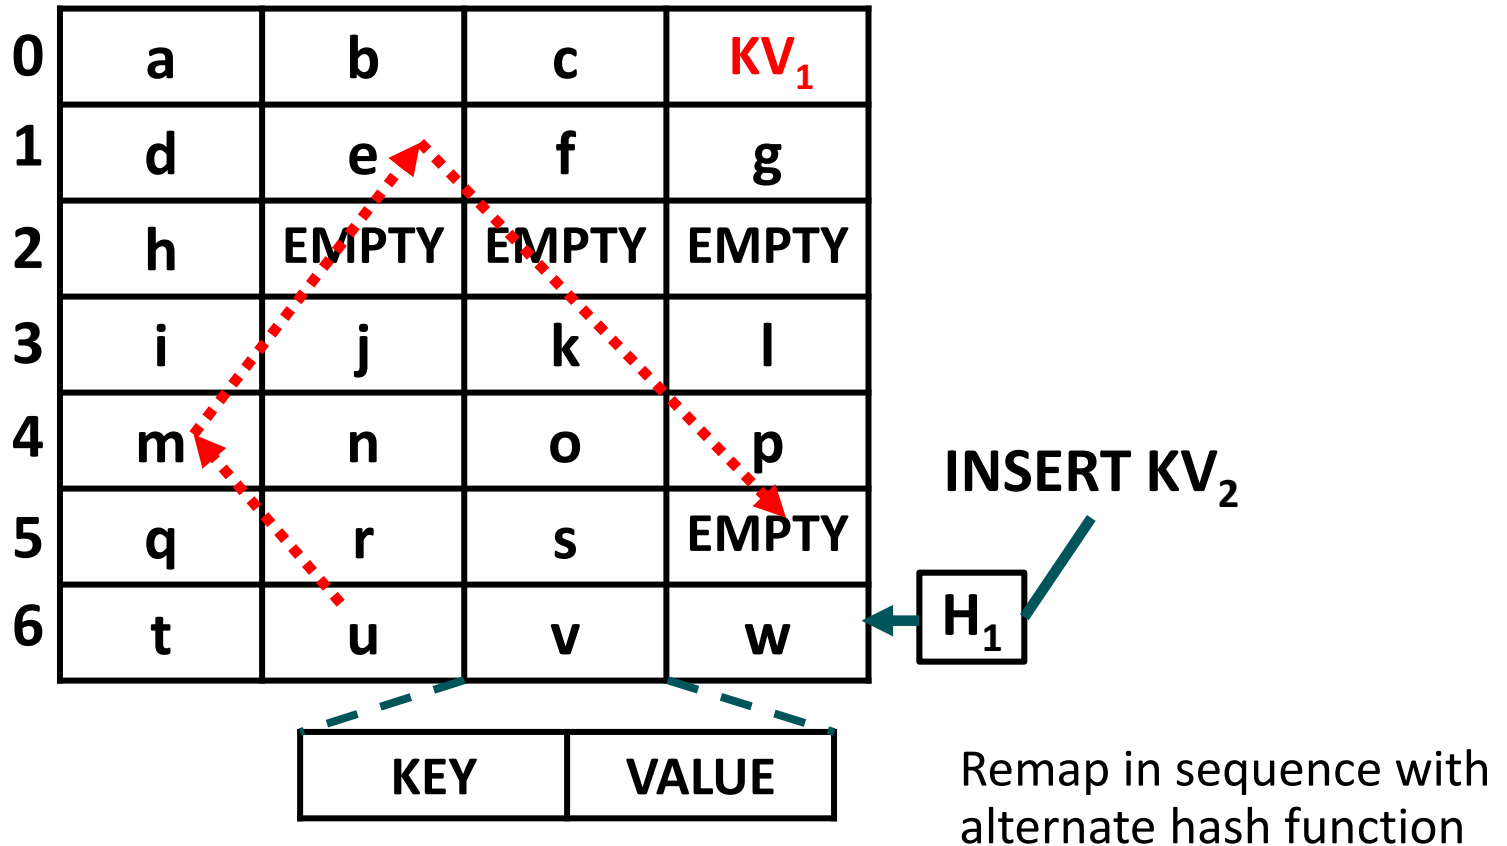 0 a b c KV₁
1 d e f g
2 h EMPTY EMPTY EMPTY
3 i j k l
4 m n o p
5 q r s EMPTY
6 t u v w
INSERT KV₂
H₁
KEY VALUE
Remap in sequence with
alternate hash function